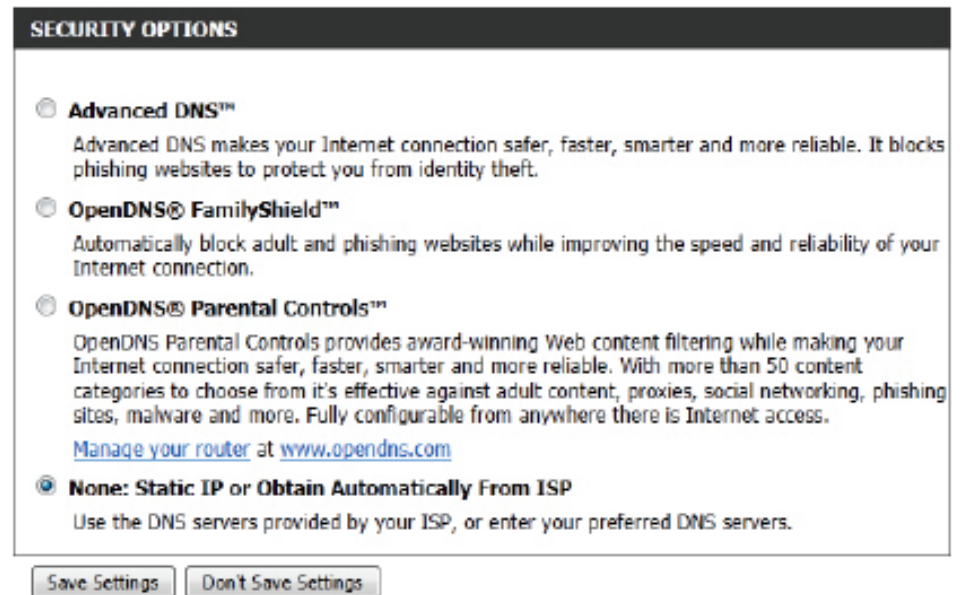 SECURITY OPTIONS
Advanced DNS™
Advanced DNS makes your Internet connection safer, faster, smarter and more reliable. It blocks
phishing websites to protect you from identity theft.
OpenDNS® FamilyShield™
Automatically block adult and phishing websites while improving the speed and reliability of your
Internet connection.
OpenDNS® Parental Controls™
OpenDNS Parental Controls provides award-winning Web content filtering while making your
Internet connection safer, faster, smarter and more reliable. With more than 50 content
categories to choose from it's effective against adult content, proxies, social networking, phishing
sites, malware and more. Fully configurable from anywhere there is Internet access.
Manage your router at www.opendns.com
None: Static IP or Obtain Automatically From ISP
Use the DNS servers provided by your ISP, or enter your preferred DNS servers.
Save Settings Don't Save Settings